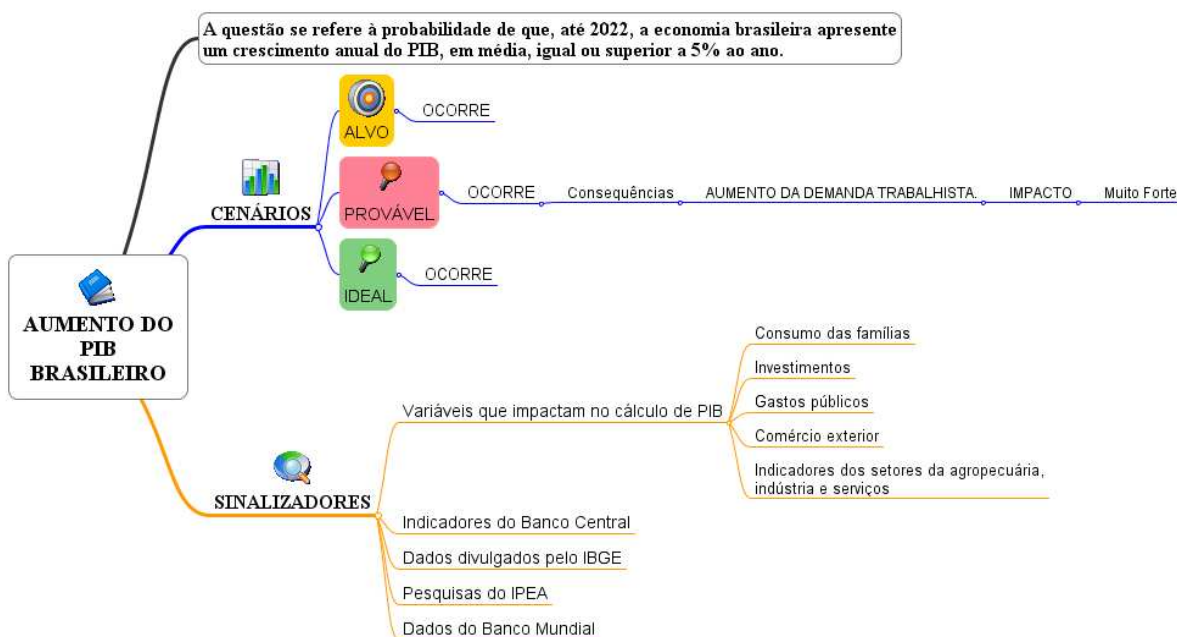 A questão se refere à probabilidade de que, até 2022, a economia brasileira apresente
um crescimento anual do PIB, em média, igual ou superior a 5% ao ano.
ALVO
OCORRE
CENÁRIOS
PROVÁVEL
OCORRE
Consequências
AUMENTO DA DEMANDA TRABALHISTA.
IMPACTO
Muito Forte
IDEAL
OCORRE
AUMENTO DO
PIB
BRASILEIRO
SINALIZADORES
Variáveis que impactam no cálculo de PIB
Consumo das famílias
Investimentos
Gastos públicos
Comércio exterior
Indicadores dos setores da agropecuária,
indústria e serviços
Indicadores do Banco Central
Dados divulgados pelo IBGE
Pesquisas do IPEA
Dados do Banco Mundial